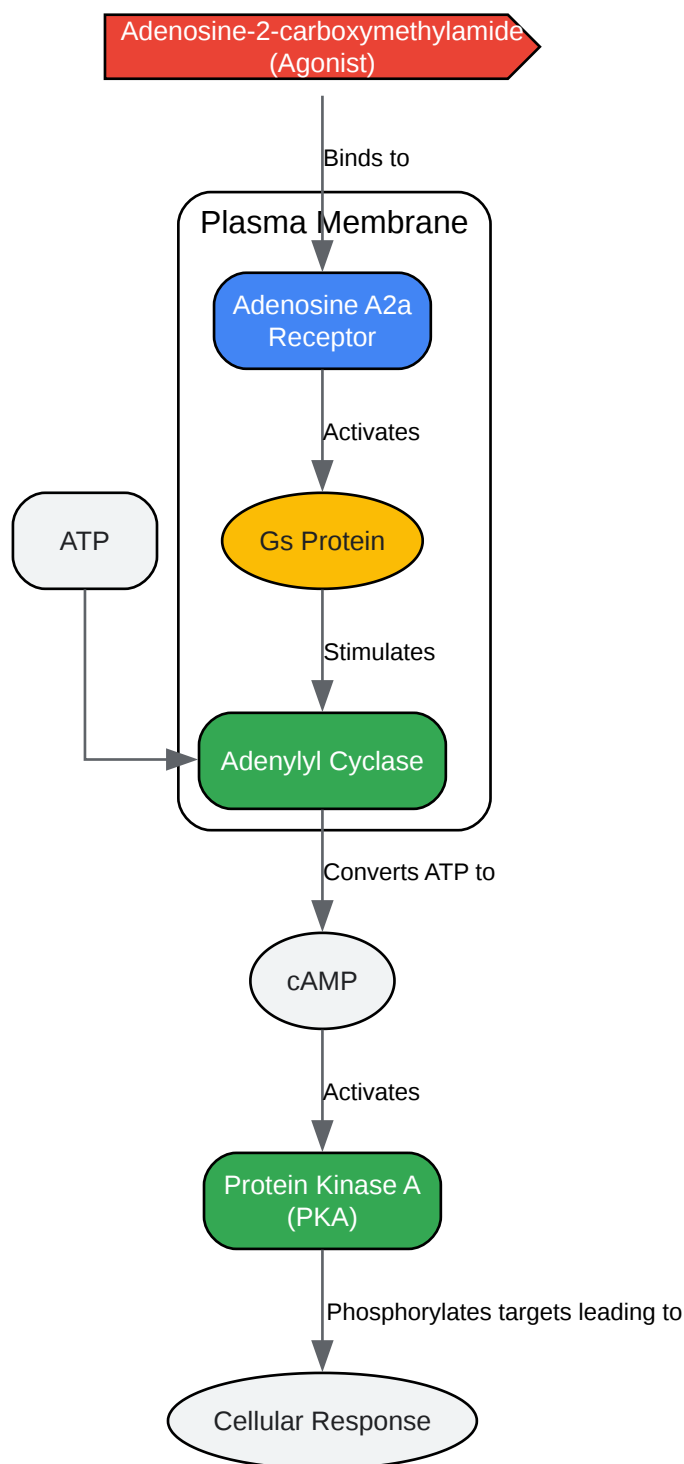 Adenosine-2-carboxymethylamide
(Agonist)
Binds to
Plasma Membrane
Adenosine A2a
Receptor
Activates
ATP
Gs Protein
Stimulates
Adenylyl Cyclase
Converts ATP to
cAMP
Activates
Protein Kinase A
(PKA)
Phosphorylates targets leading to
Cellular Response